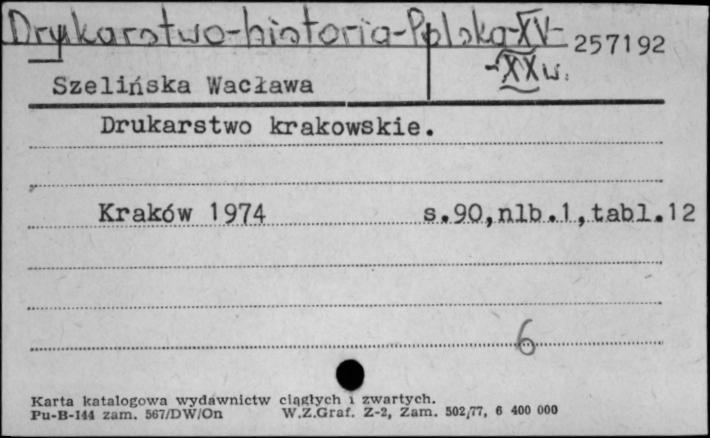 Drukarstwo-historia-Polska-XV-
257192
-XXw.
Szelińska Wacława
Drukarstwo krakowskie.
Kraków 1974 s.90,nlb.1,tabl.12
6
Karta katalogowa wydawnictw ciągłych i zwartych.
Pu-B-144 zam. 567/DW/On W.Z.Graf. Z-2, Zam. 502/77, 6 400 000